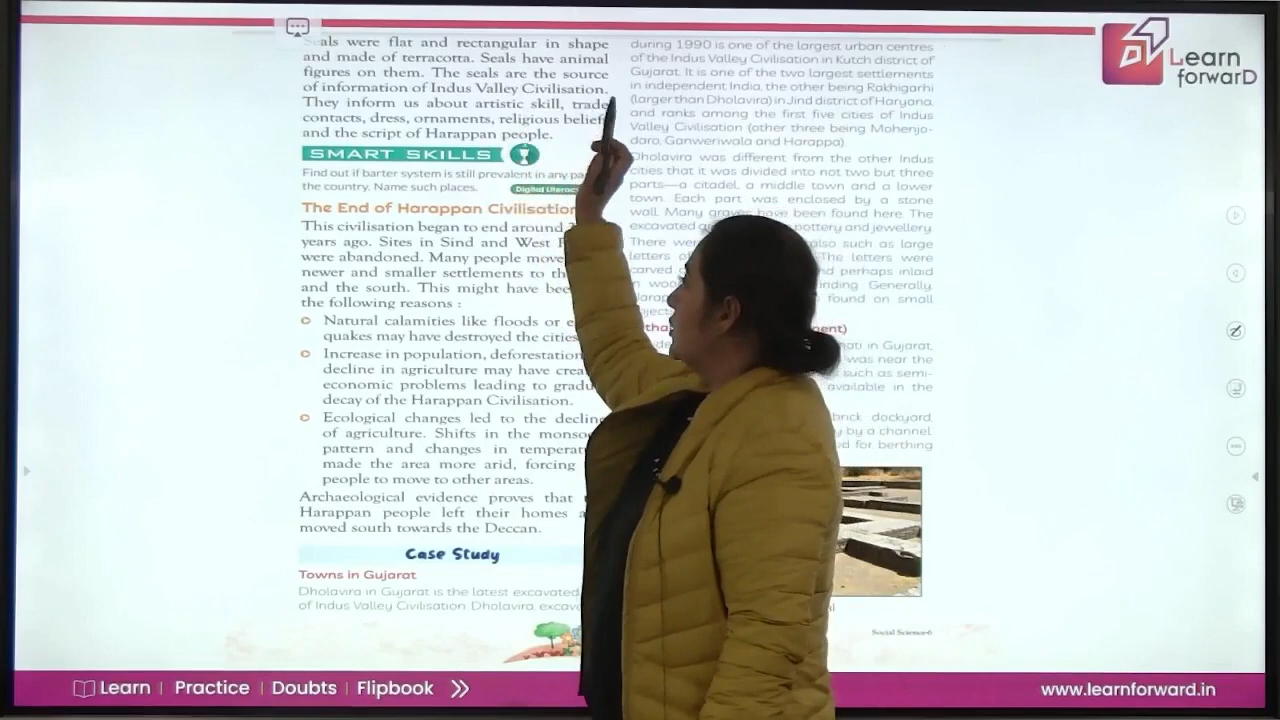 Seals were flat and rectangular in shape
and made of terracotta. Seals have animal
figures on them. The seals are the source
of information of Indus Valley Civilisation.
They inform us about artistic skill, trade
contacts, dress, ornaments, religious belief
and the script of Harappan people.
SMART SKILLS
Find out if barter system is still prevalent in any
the country. Name such places.
Digital Literacy
The End of Harappan Civilisation
This civilisation began to end around
years ago. Sites in Sind and West
were abandoned. Many people move
newer and smaller settlements to
and the south. This might have
the following reasons :
Natural calamities like floods or
quakes may have destroyed the cities
Increase in population, deforestation
decline in agriculture may have
economic problems leading to
decay of the Harappan Civilisation.
Ecological changes led to the decline
of agriculture. Shifts in the
pattern and changes in
made the area more arid, forcing
people to move to other areas.
Archaeological evidence proves that
Harappan people left their homes
moved south towards the Deccan.
Case Study
Towns in Gujarat
Dholavira in Gujarat is the latest excavated
of Indus Valley Civilisation Dholavira
during 1990 is one of the largest urban centres
of the Indus Valley Civilisation in Kutch district of
Gujarat. It is one of the two largest settlements
in independent India, the other being Rakhigarhi
(larger than Dholavira) in Jind district of Haryana,
and ranks among the first five cities of Indus
Valley Civilisation (other three being Mohenjo-
daro, Ganweriwala and Harappa)
Dholavira was different from the other Indus
cities that it was divided into not two but three
parts—a citadel, a middle town and a lower
town. Each part was enclosed by a stone
wall. Many graves have been found here. The
excavated pottery and jewellery
There were also such as large
letters The letters were
carved perhaps inlaid
in Generally
found on small
in Gujarat,
was near the
such as semi-
available in the
brick dockyard,
by a channel
for berthing
Social Science-6
Learn forwarD
Learn | Practice | Doubts | Flipbook
www.learnforward.in